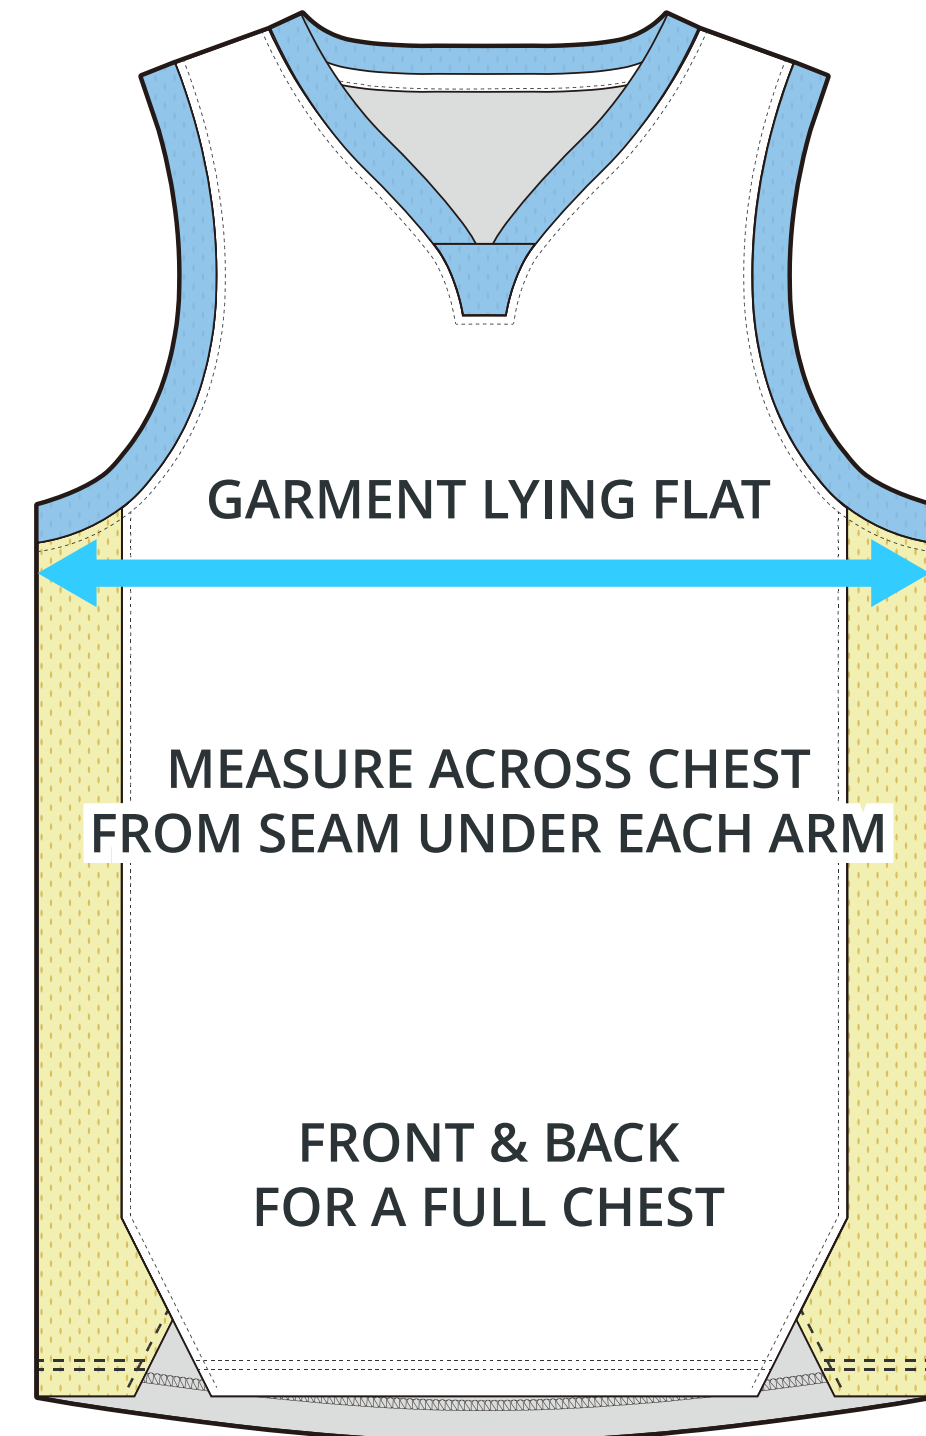 GARMENT LYING FLAT
MEASURE ACROSS CHEST
FROM SEAM UNDER EACH ARM
FRONT & BACK
FOR A FULL CHEST